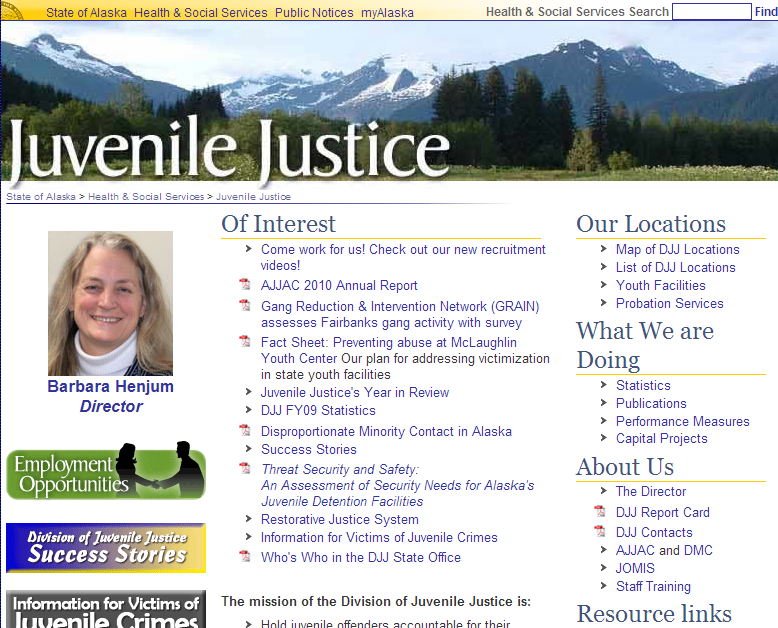 State of Alaska Health & Social Services Public Notices myAlaska Health & Social Services Search Find
Juvenile Justice
State of Alaska > Health & Social Services > Juvenile Justice
Barbara Henjum
Director
Employment
Opportunities
Division of Juvenile Justice
Success Stories
Information for Victims of
Juvenile Crimes
Of Interest
Come work for us! Check out our new recruitment
videos!
AJJAC 2010 Annual Report
Gang Reduction & Intervention Network (GRAIN)
assesses Fairbanks gang activity with survey
Fact Sheet: Preventing abuse at McLaughlin
Youth Center Our plan for addressing victimization
in state youth facilities
Juvenile Justice's Year in Review
DJJ FY09 Statistics
Disproportionate Minority Contact in Alaska
Success Stories
Threat Security and Safety:
An Assessment of Security Needs for Alaska's
Juvenile Detention Facilities
Restorative Justice System
Information for Victims of Juvenile Crimes
Who's Who in the DJJ State Office
The mission of the Division of Juvenile Justice is:
Hold juvenile offenders accountable for their
Our Locations
Map of DJJ Locations
List of DJJ Locations
Youth Facilities
Probation Services
What We are
Doing
Statistics
Publications
Performance Measures
Capital Projects
About Us
The Director
DJJ Report Card
DJJ Contacts
AJJAC and DMC
JOMIS
Staff Training
Resource links